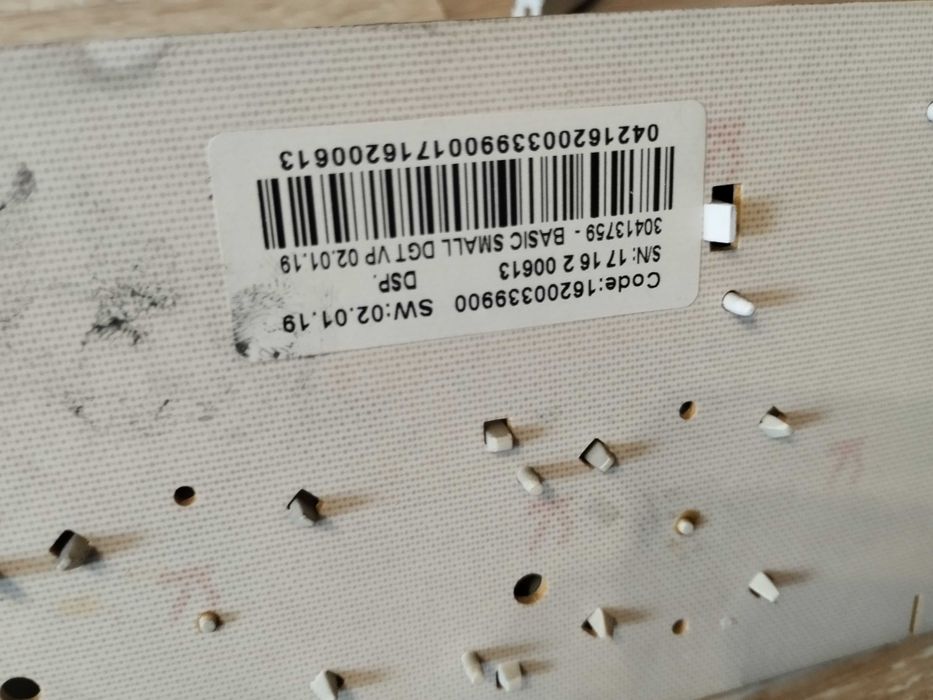 Code:16200339900 SW:02.01.19
S/N: 17 16 2 00613 DSP.
30413759 - BASIC SMALL DGT VP 02.01.19
042162003399001716200613